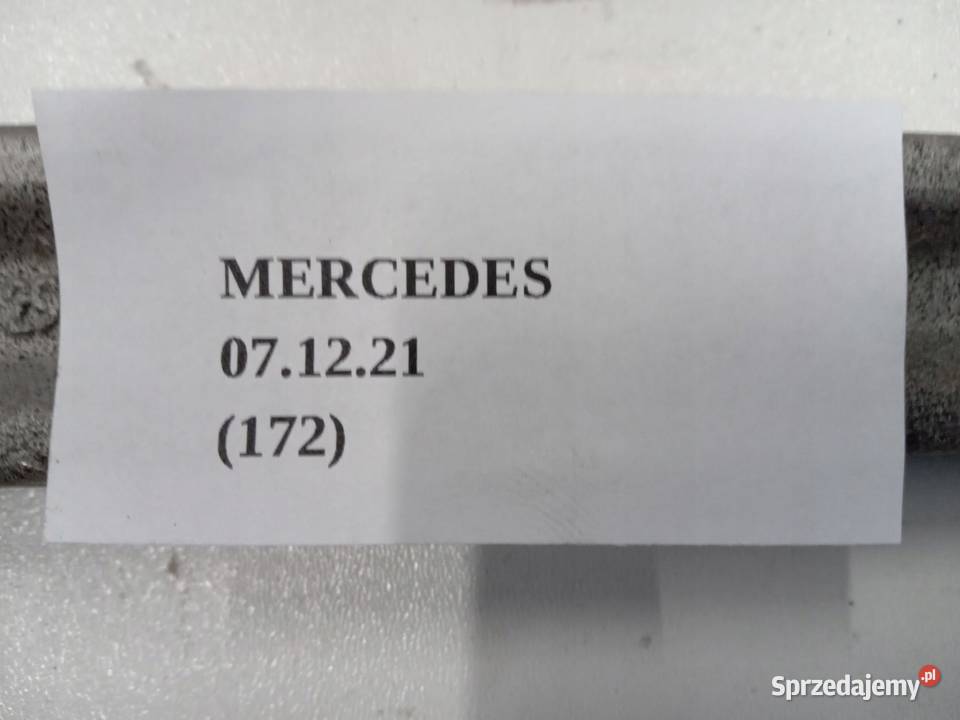 MERCEDES
07.12.21
(172)
Sprzedajemy.pl